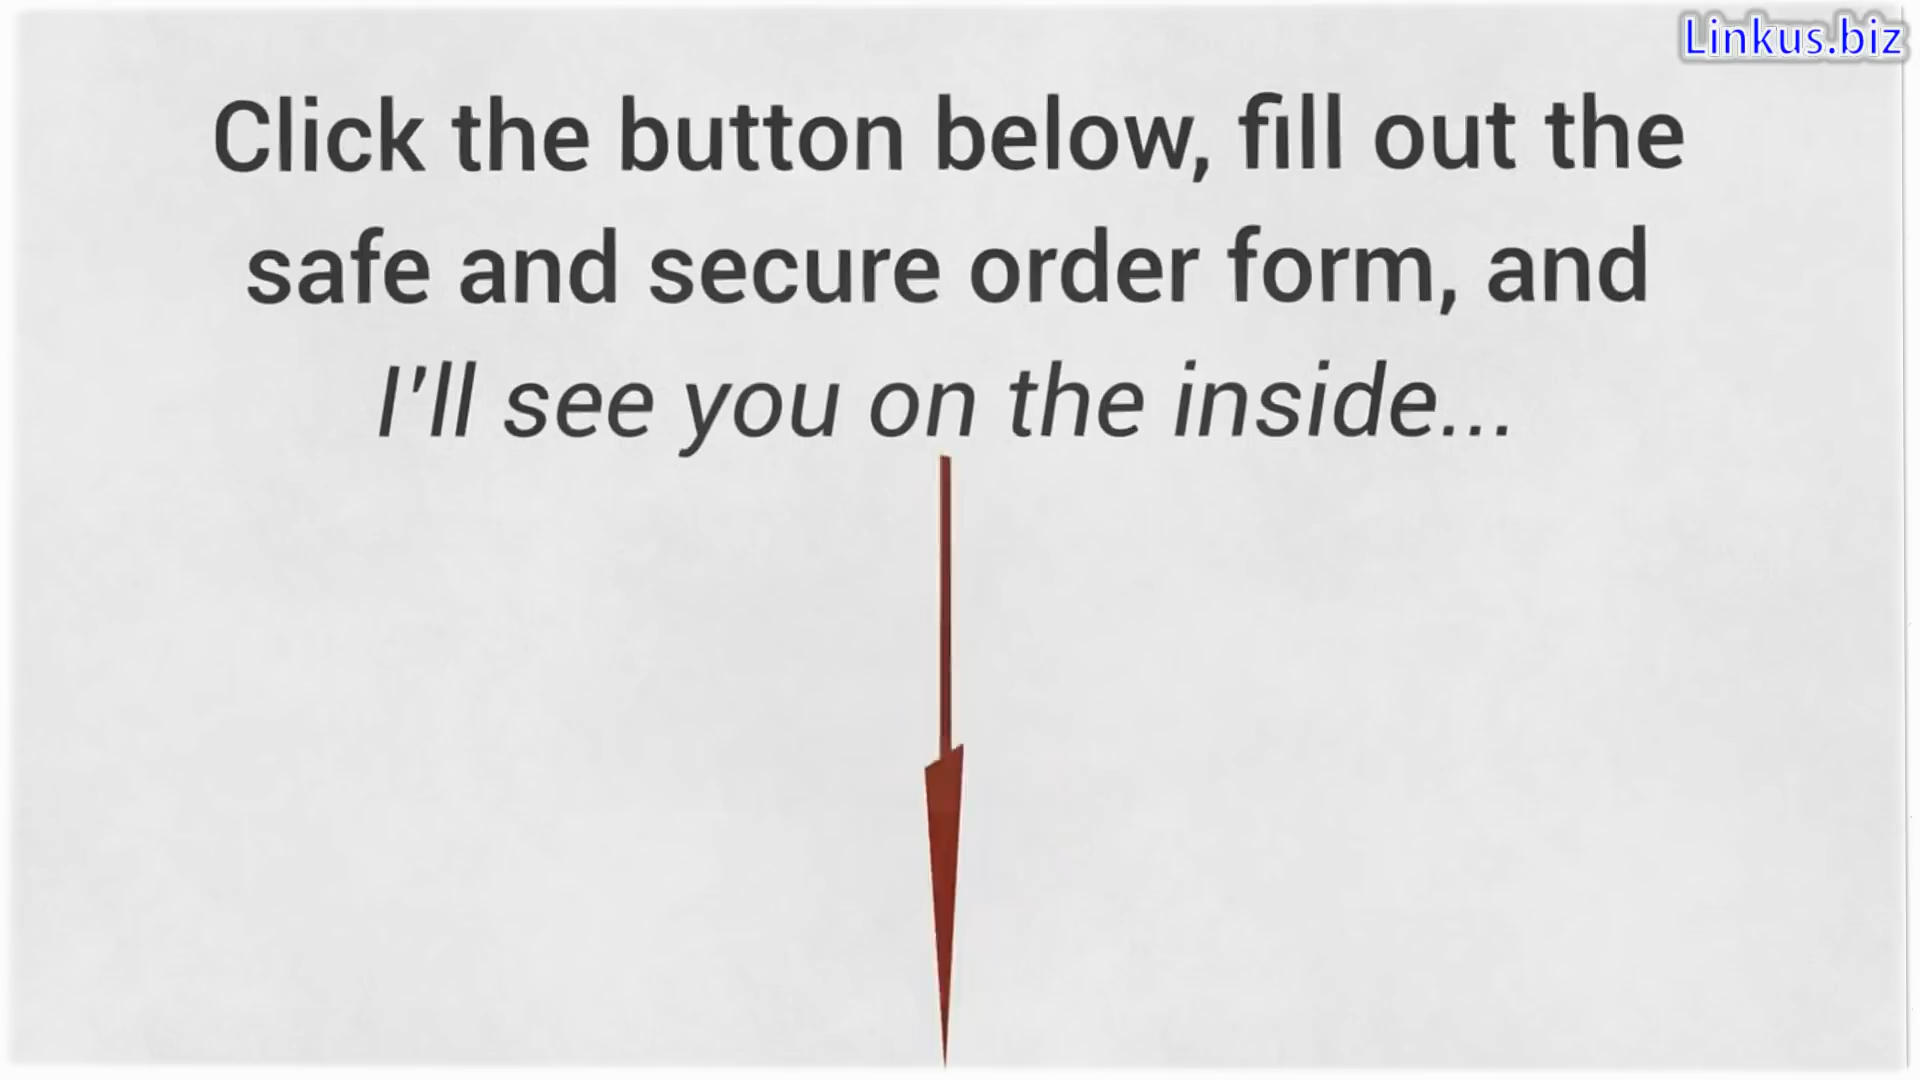 Linkus.biz
Click the button below, fill out the
safe and secure order form, and
I'll see you on the inside...